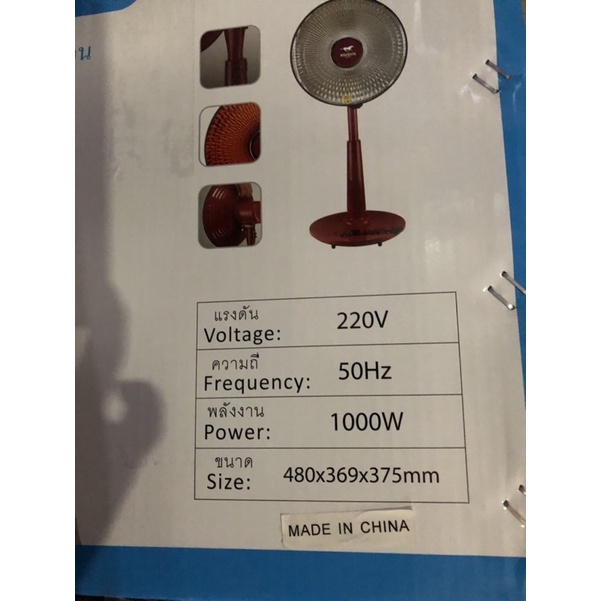 น
แรงดัน
Voltage: 220V
ความถี่
Frequency: 50Hz
พลังงาน
Power: 1000W
ขนาด
Size: 480x369x375mm
MADE IN CHINA